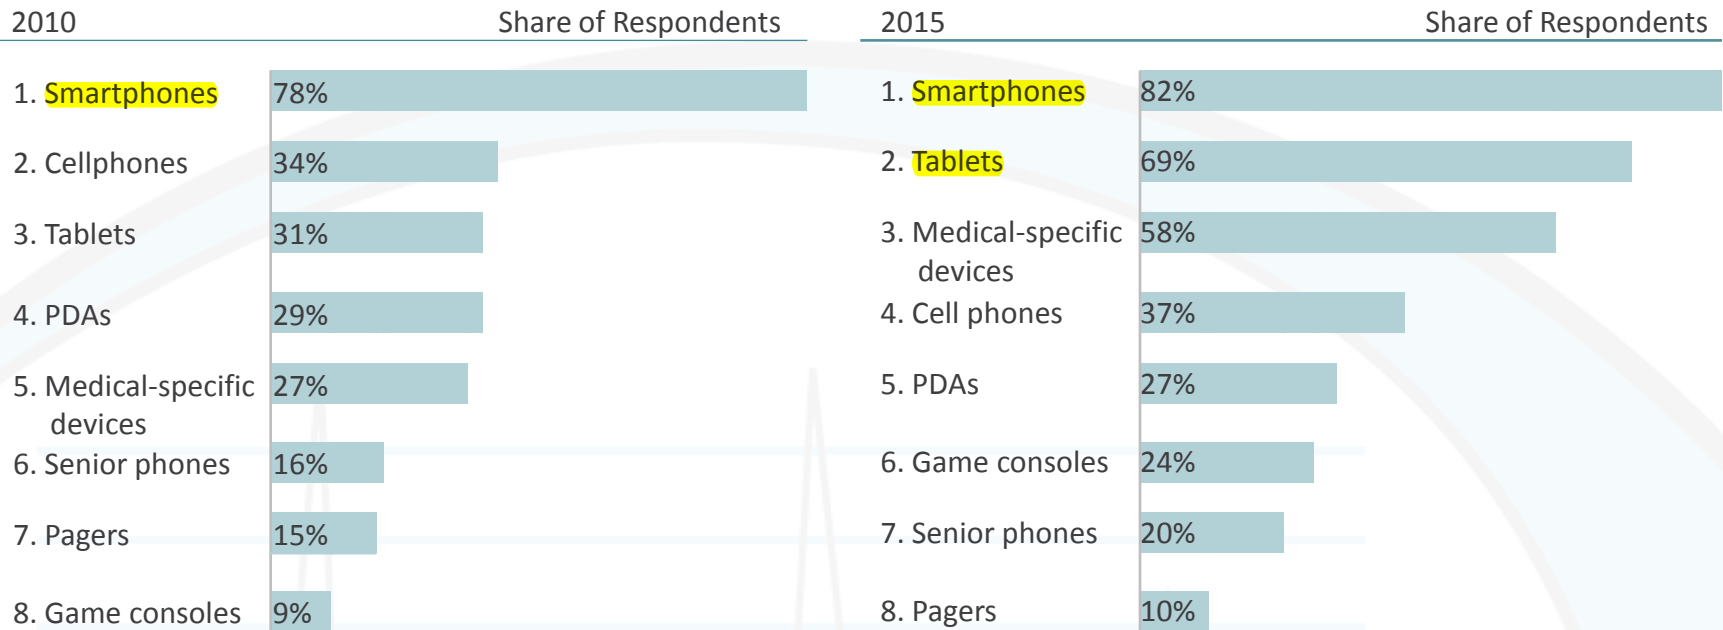 2010 Share of Respondents
1. Smartphones 78%
2. Cellphones 34%
3. Tablets 31%
4. PDAs 29%
5. Medical-specific 27%
devices
6. Senior phones 16%
7. Pagers 15%
8. Game consoles 9%
2015 Share of Respondents
1. Smartphones 82%
2. Tablets 69%
3. Medical-specific 58%
devices
4. Cell phones 37%
5. PDAs 27%
6. Game consoles 24%
7. Senior phones 20%
8. Pagers 10%